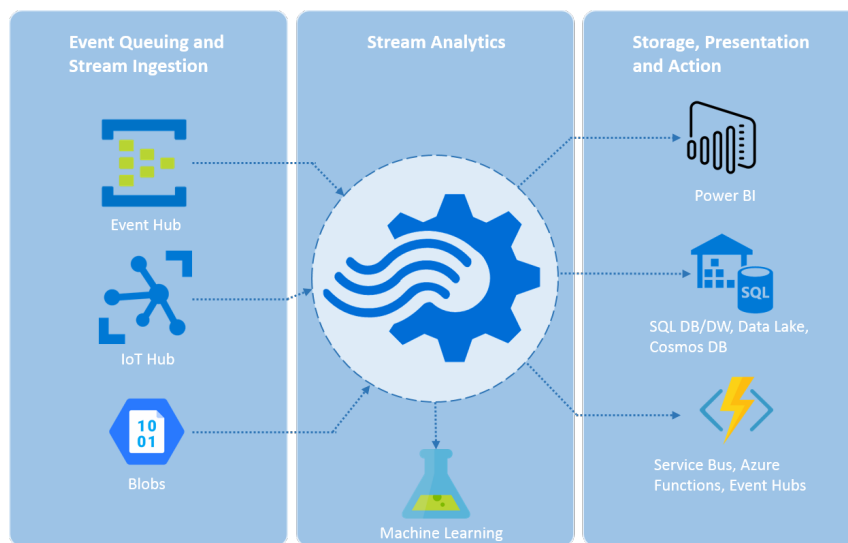 Event Queuing and
Stream Ingestion
Event Hub
IoT Hub
10
01
Blobs
Stream Analytics
Machine Learning
Storage, Presentation
and Action
Power BI
SQL
SQL DB/DW, Data Lake,
Cosmos DB
Service Bus, Azure
Functions, Event Hubs